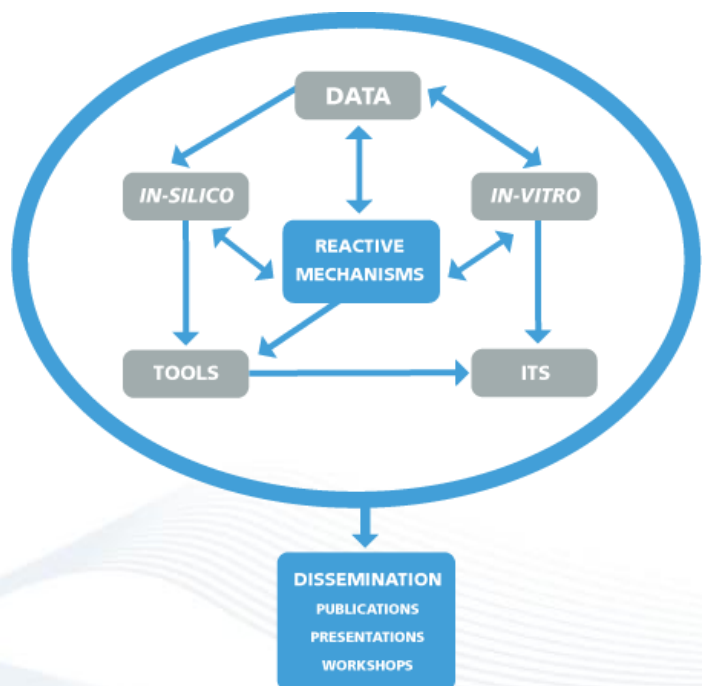 DATA
IN-SILICO
IN-VITRO
REACTIVE
MECHANISMS
TOOLS
ITS
DISSEMINATION
PUBLICATIONS
PRESENTATIONS
WORKSHOPS